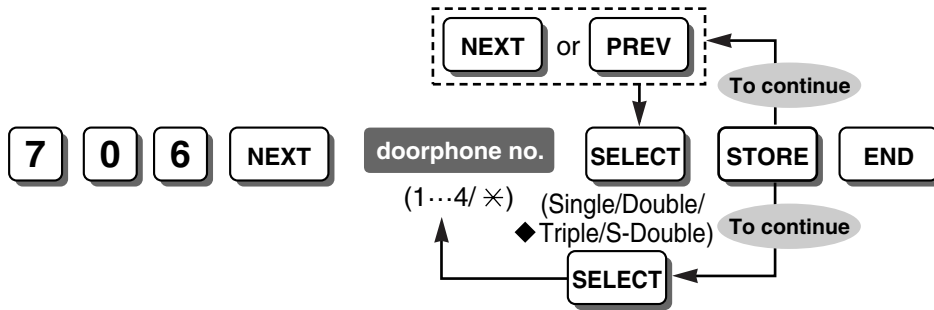 NEXT or PREV
To continue
7 0 6 NEXT doorphone no. SELECT STORE END
(1···4/ ✳)
(Single/Double/
◆Triple/S-Double)
To continue
SELECT